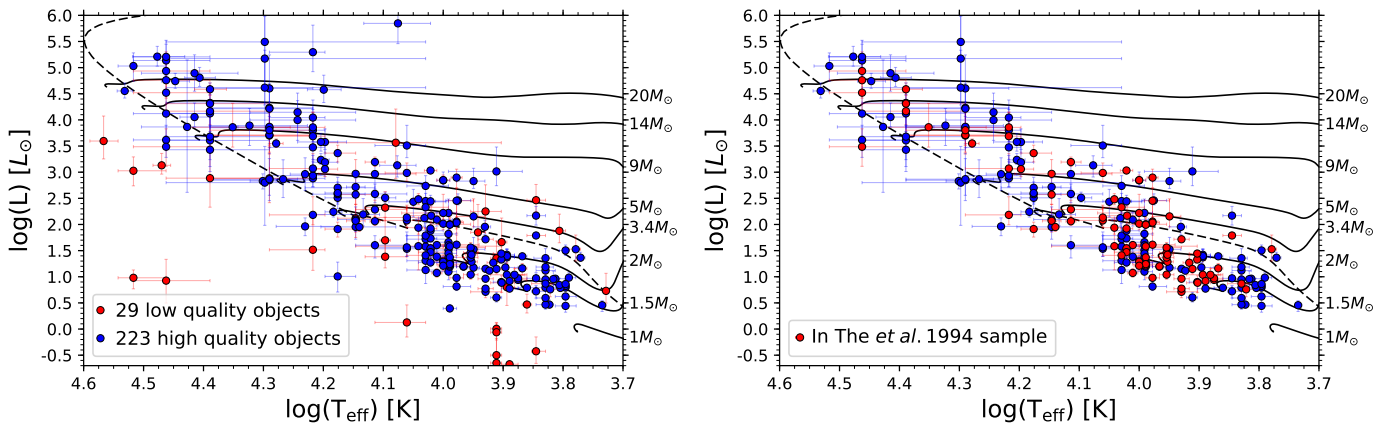 6.0
5.5
5.0
4.5
4.0
3.5
3.0
2.5
2.0
1.5
1.0
0.5
0.0
-0.5
log(L) [L⊙]
4.6 4.5 4.4 4.3 4.2 4.1 4.0 3.9 3.8 3.7
log(T_eff) [K]
20M⊙
14M⊙
9M⊙
5M⊙
3.4M⊙
2M⊙
1.5M⊙
1M⊙
29 low quality objects
223 high quality objects
6.0
5.5
5.0
4.5
4.0
3.5
3.0
2.5
2.0
1.5
1.0
0.5
0.0
-0.5
log(L) [L⊙]
4.6 4.5 4.4 4.3 4.2 4.1 4.0 3.9 3.8 3.7
log(T_eff) [K]
20M⊙
14M⊙
9M⊙
5M⊙
3.4M⊙
2M⊙
1.5M⊙
1M⊙
In The et al. 1994 sample